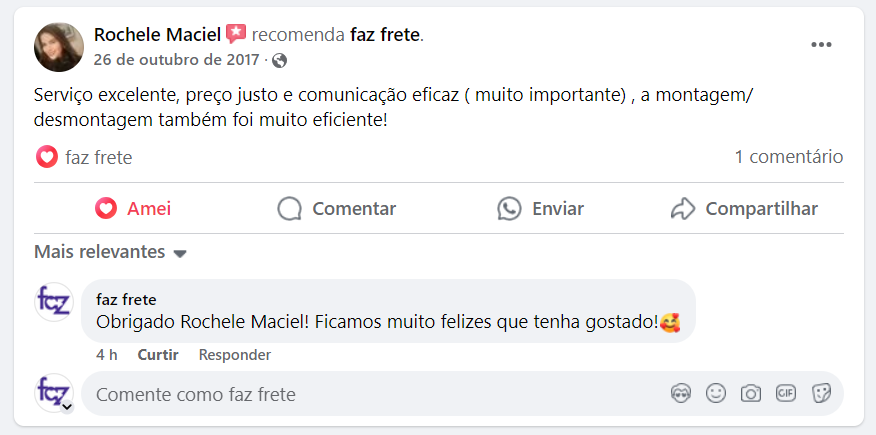 Rochele Maciel recomenda faz frete.
26 de outubro de 2017 ·
Serviço excelente, preço justo e comunicação eficaz ( muito importante) , a montagem/
desmontagem também foi muito eficiente!
faz frete
1 comentário
Amei
Comentar
Enviar
Compartilhar
Mais relevantes
faz
faz frete
Obrigado Rochele Maciel! Ficamos muito felizes que tenha gostado!🥰
4 h Curtir Responder
faz
Comente como faz frete
GIF